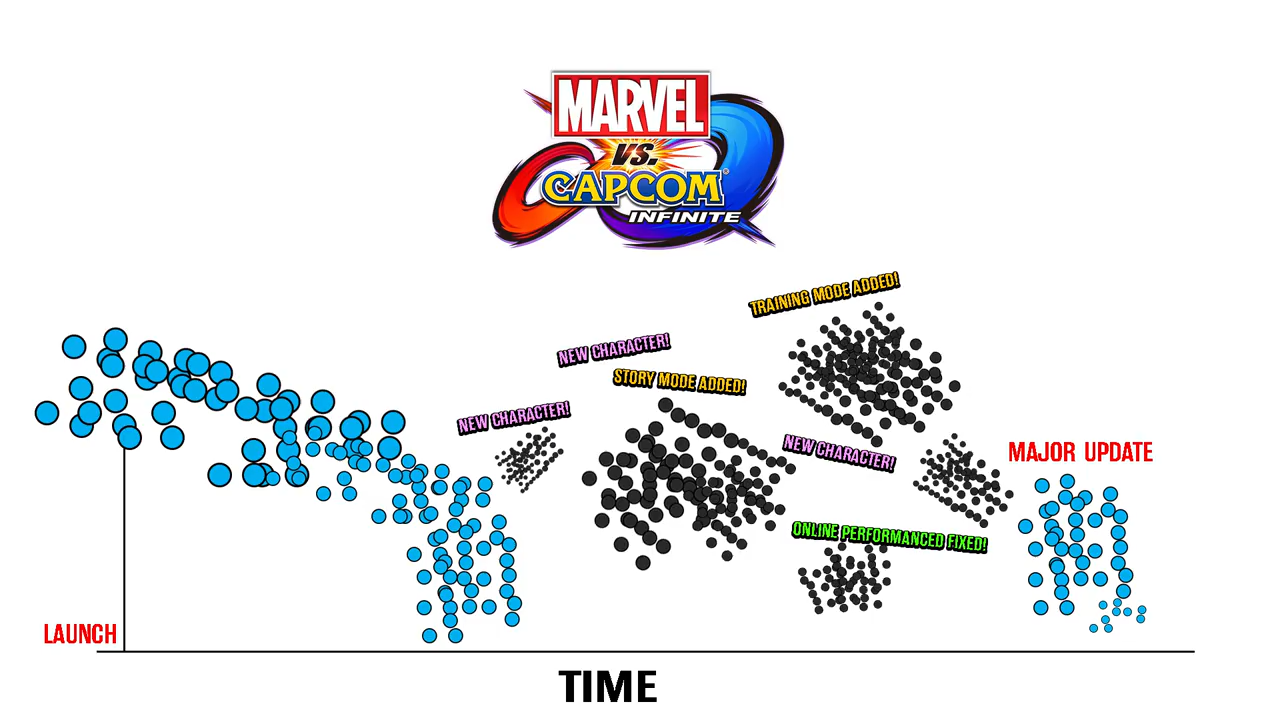 MARVEL
VS.
CAPCOM®
INFINITE
TRAINING MODE ADDED!
NEW CHARACTER!
STORY MODE ADDED!
NEW CHARACTER!
NEW CHARACTER!
MAJOR UPDATE
ONLINE PERFORMANCED FIXED!
LAUNCH
TIME